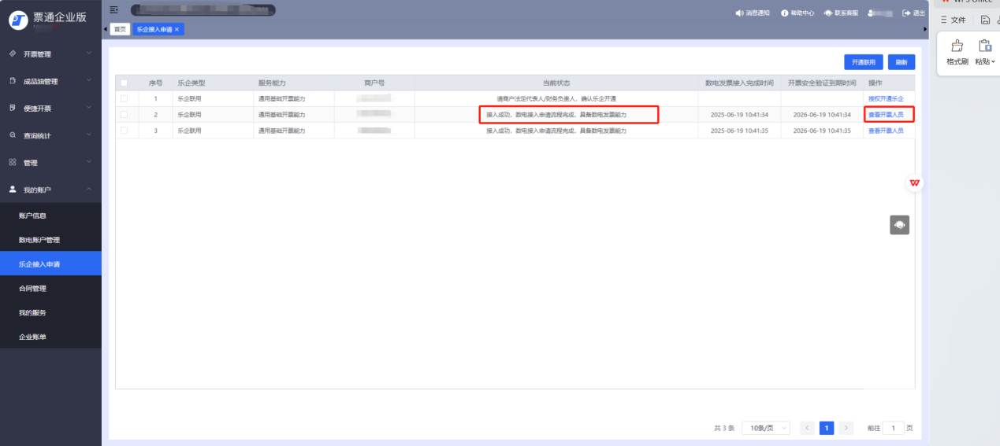 票通企业版
消息通知 帮助中心 联系客服 退出
首页 乐企接入申请 ×
WPS Office
三 文件
格式刷 粘贴
开票管理
成品油管理
便捷开票
查询统计
管理
我的账户
账户信息
数电账户管理
乐企接入申请
合同管理
我的服务
企业账单
开通联用 刷新
序号 乐企类型 服务能力 商户号 当前状态 数电发票接入完成时间 开票安全验证到期时间 操作
1 乐企联用 通用基础开票能力 请商户法定代表人/财务负责人，确认乐企开通 授权开通乐企
2 乐企联用 通用基础开票能力 接入成功，数电接入申请流程完成，具备数电发票能力 2025-06-19 10:41:34 2026-06-19 10:41:34 查看开票人员
3 乐企联用 通用基础开票能力 接入成功，数电接入申请流程完成，具备数电发票能力 2025-06-19 10:41:35 2026-06-19 10:41:35 查看开票人员
共 3 条 10条/页 < 1 > 前往 1 页